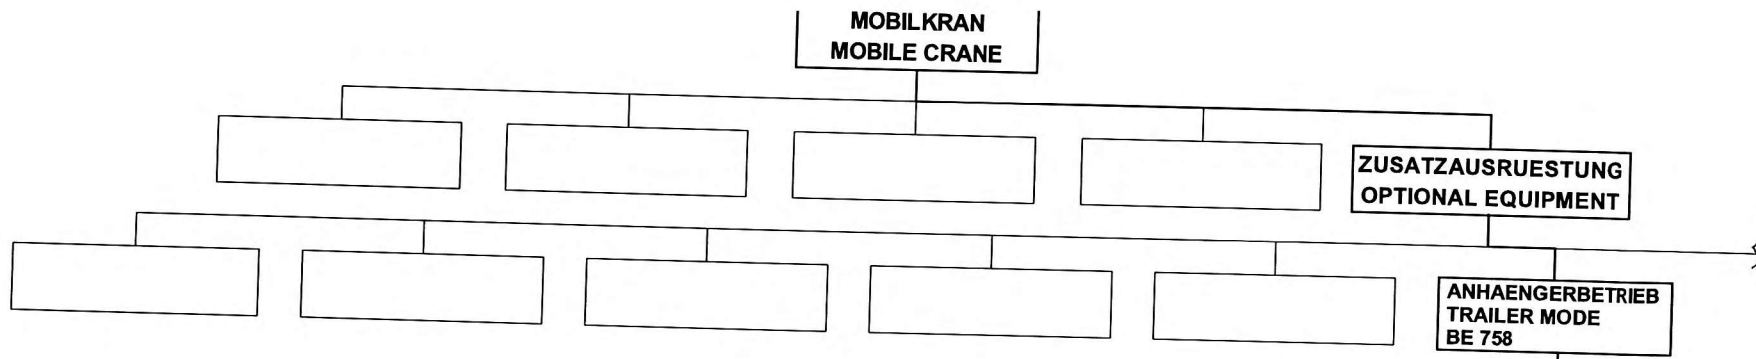 MOBILKRAN
MOBILE CRANE
ZUSATZAUSRUESTUNG
OPTIONAL EQUIPMENT
ANHAENGERBETRIEB
TRAILER MODE
BE 758